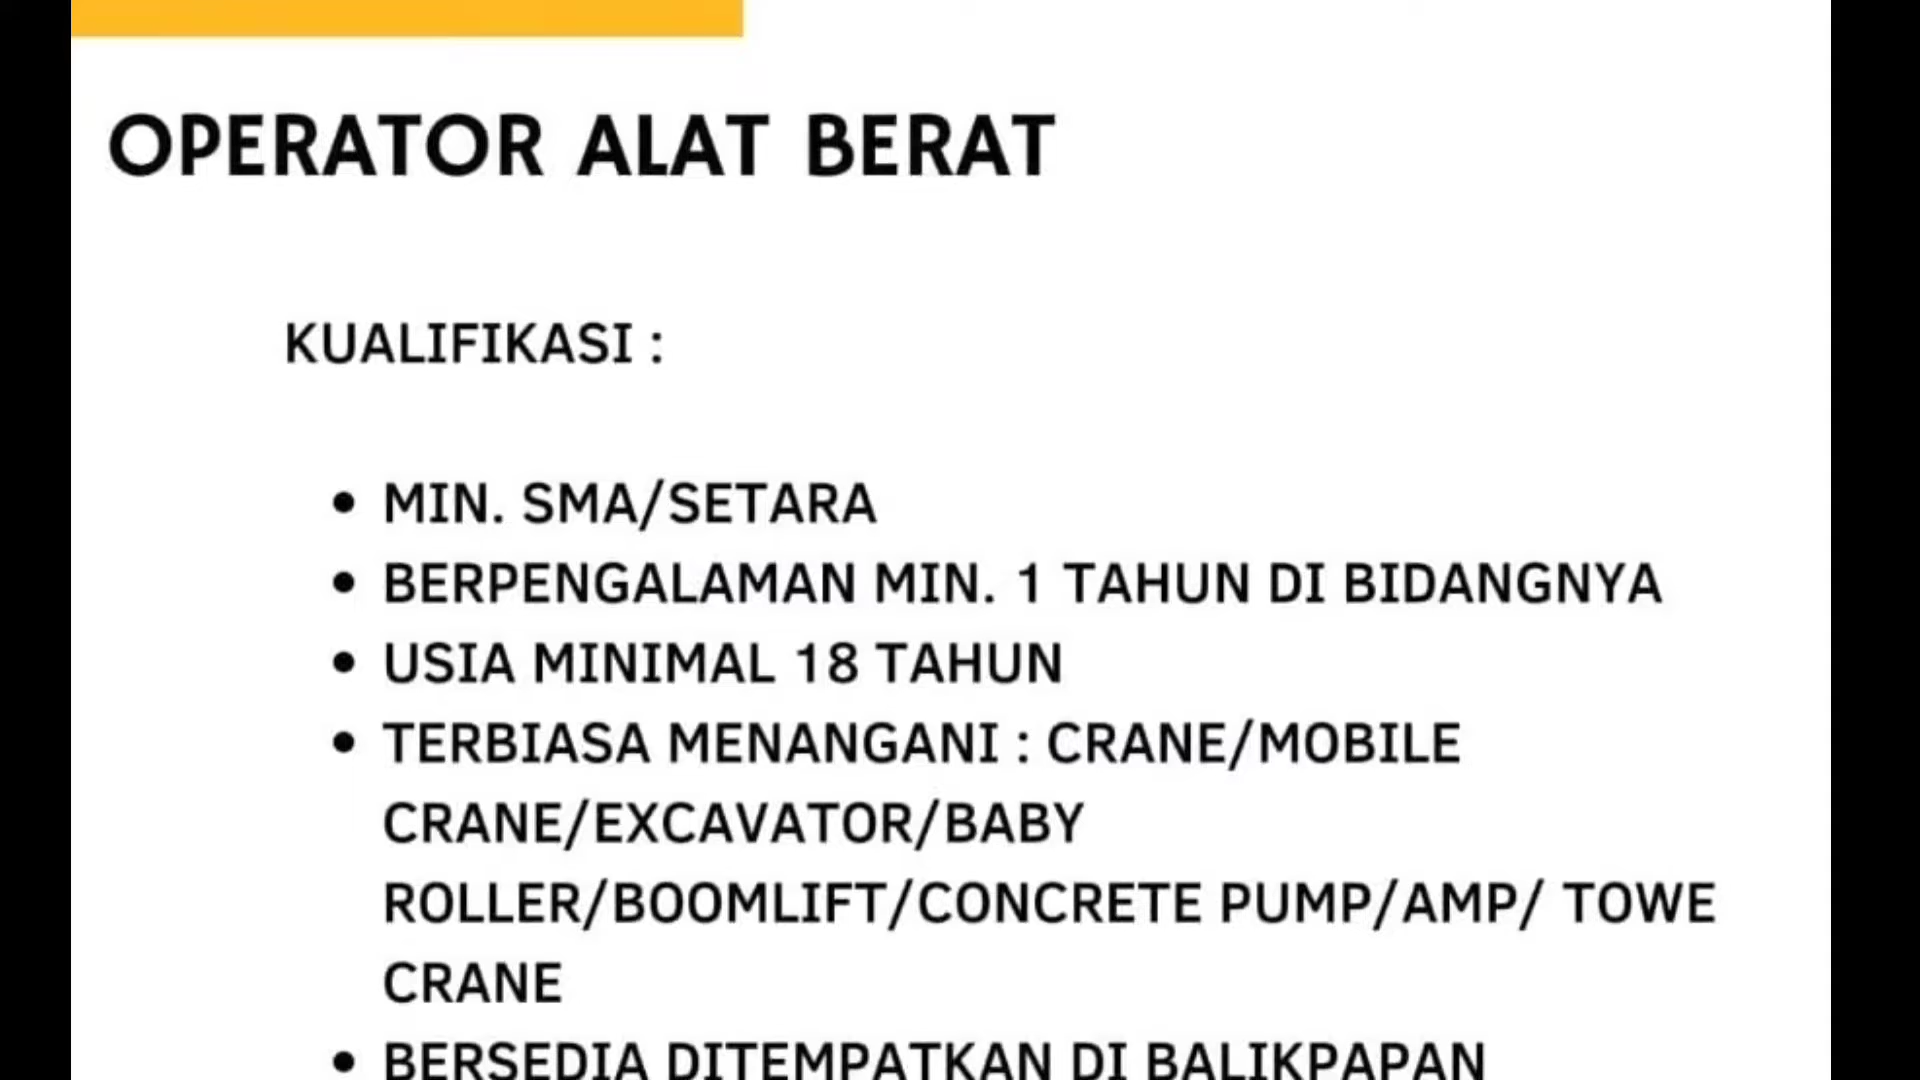 OPERATOR ALAT BERAT
KUALIFIKASI :
• MIN. SMA/SETARA
• BERPENGALAMAN MIN. 1 TAHUN DI BIDANGNYA
• USIA MINIMAL 18 TAHUN
• TERBIASA MENANGANI : CRANE/MOBILE
CRANE/EXCAVATOR/BABY
ROLLER/BOOMLIFT/CONCRETE PUMP/AMP/ TOWE
CRANE
• BERSEDIA DITEMPATKAN DI BALIKPAPAN